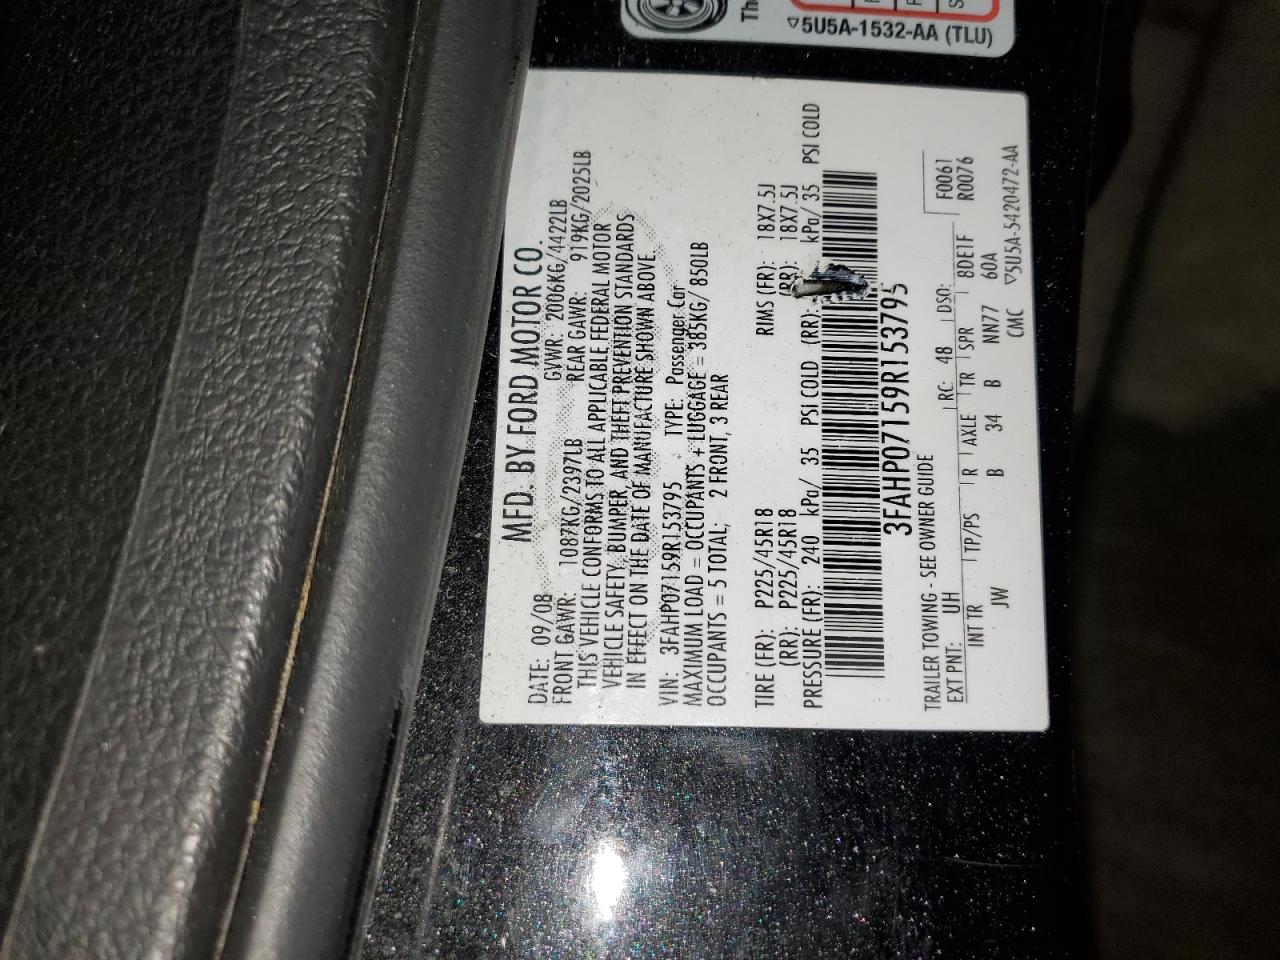 Th
▽5U5A-1532-AA (TLU)
MFD. BY FORD MOTOR CO.
DATE: 09/08 GVWR: 2006KG/4422LB
FRONT GAWR: 1087KG/2397LB REAR GAWR: 919KG/2025LB
THIS VEHICLE CONFORMS TO ALL APPLICABLE FEDERAL MOTOR
VEHICLE SAFETY, BUMPER, AND THEFT PREVENTION STANDARDS
IN EFFECT ON THE DATE OF MANUFACTURE SHOWN ABOVE.
VIN: 3FAHP07159R153795 TYPE: Passenger Car
MAXIMUM LOAD = OCCUPANTS + LUGGAGE = 385KG/ 850LB
OCCUPANTS = 5 TOTAL, 2 FRONT, 3 REAR
TIRE (FR): P225/45R18 RIMS (FR): 18X7.5J
(RR): P225/45R18 (RR): 18X7.5J
PRESSURE (FR): 240 kPa/ 35 PSI COLD (RR): kPa/ 35 PSI COLD
3FAHP07159R153795
TRAILER TOWING - SEE OWNER GUIDE
EXT PNT: UH RC: 48 DSO: F0061
INT TR TP/PS R AXLE TR SPR 8DE1F R0076
JW B 34 B NN77 60A
CMC ▽5U5A-5420472-AA